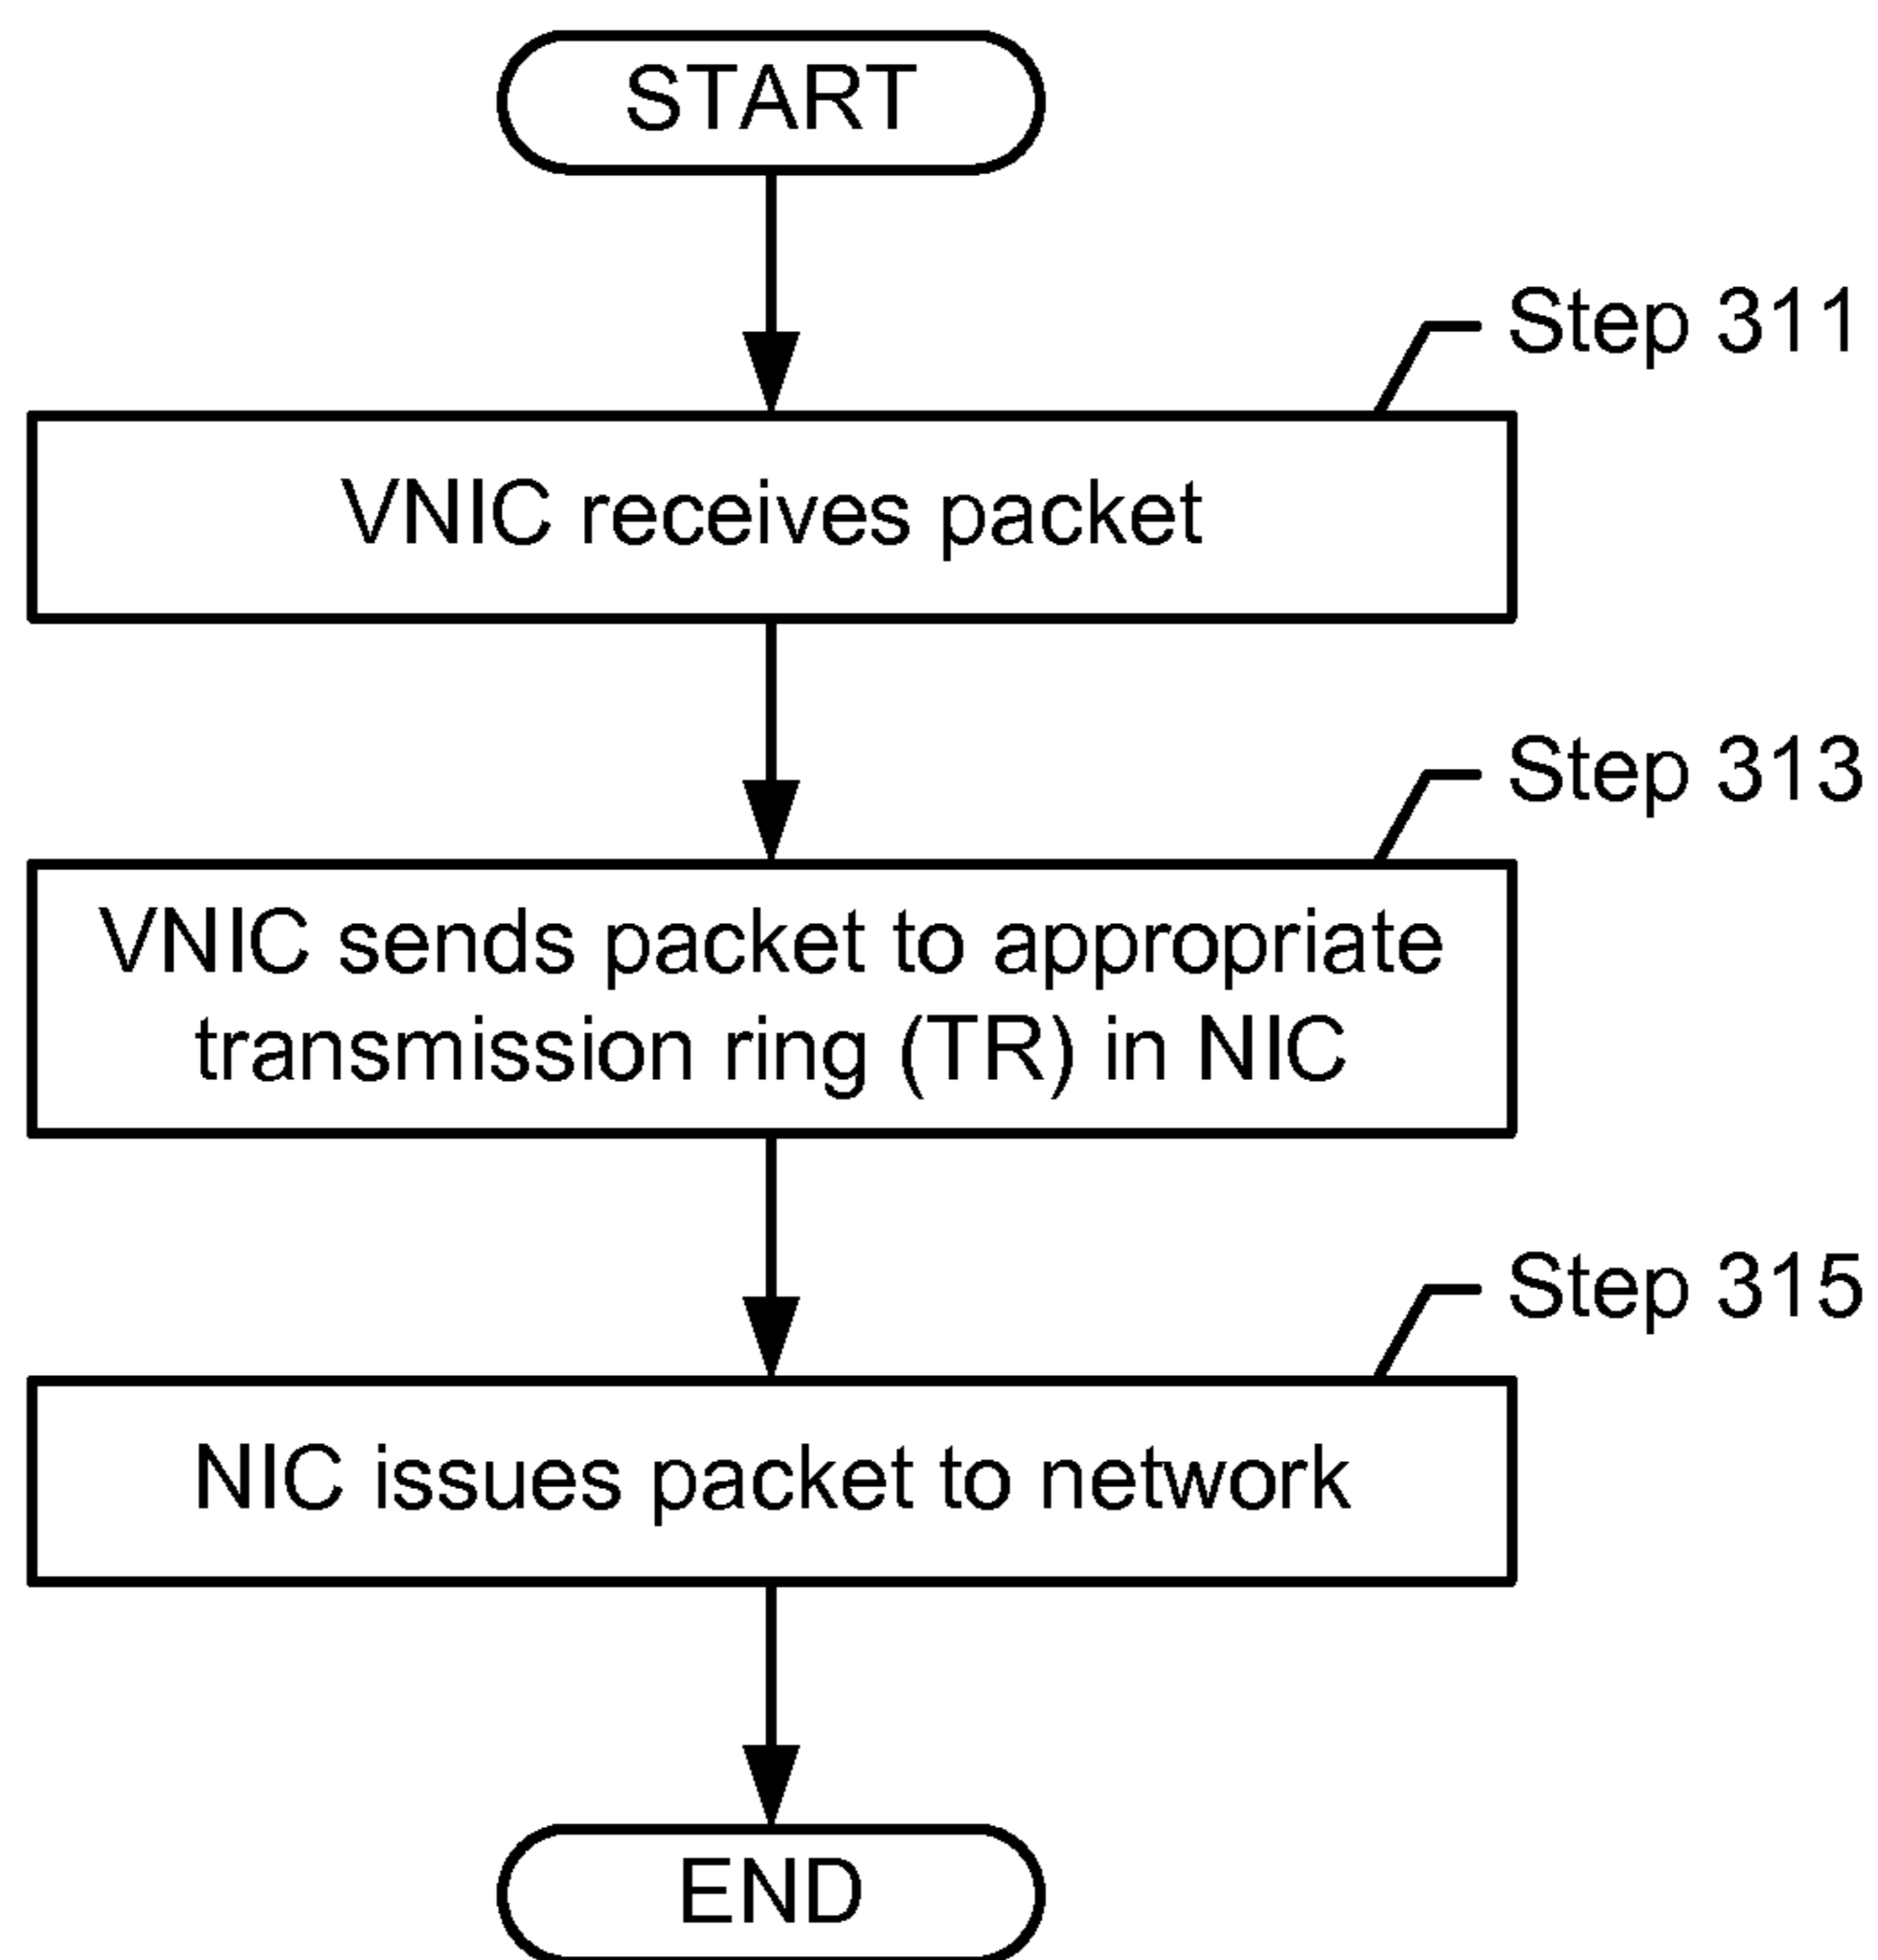 START
Step 311
VNIC receives packet
Step 313
VNIC sends packet to appropriate
transmission ring (TR) in NIC
Step 315
NIC issues packet to network
END